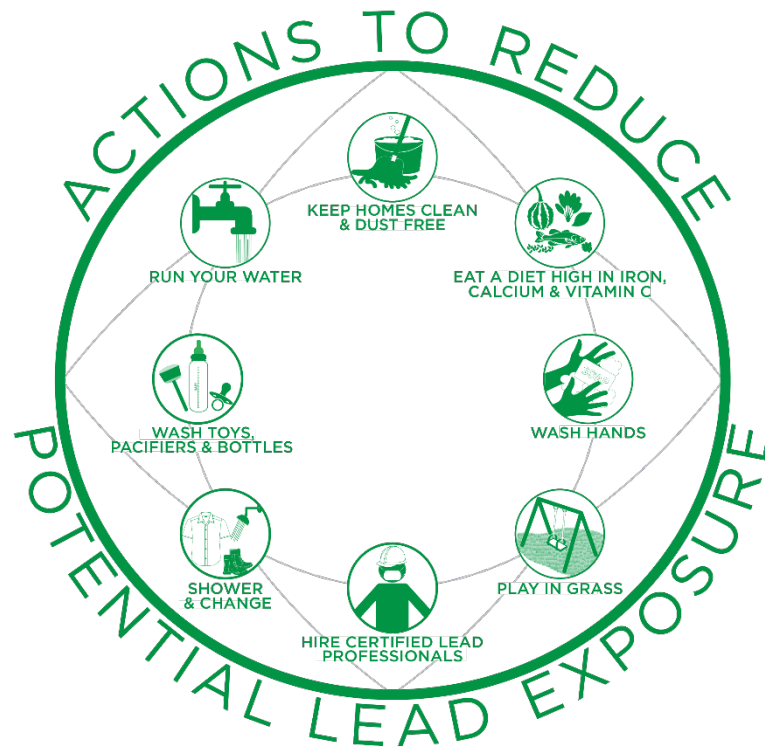 ACTIONS TO REDUCE
POTENTIAL LEAD EXPOSURE
KEEP HOMES CLEAN
& DUST FREE
EAT A DIET HIGH IN IRON,
CALCIUM & VITAMIN C
WASH HANDS
PLAY IN GRASS
HIRE CERTIFIED LEAD
PROFESSIONALS
SHOWER
& CHANGE
WASH TOYS,
PACIFIERS & BOTTLES
RUN YOUR WATER